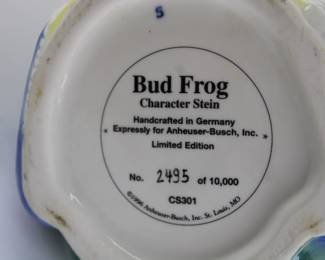 5
Bud Frog
Character Stein
Handcrafted in Germany
Expressly for Anheuser-Busch, Inc.
Limited Edition
No. 2495 of 10,000
CS301
©1996 Anheuser-Busch, Inc. St. Louis, MO